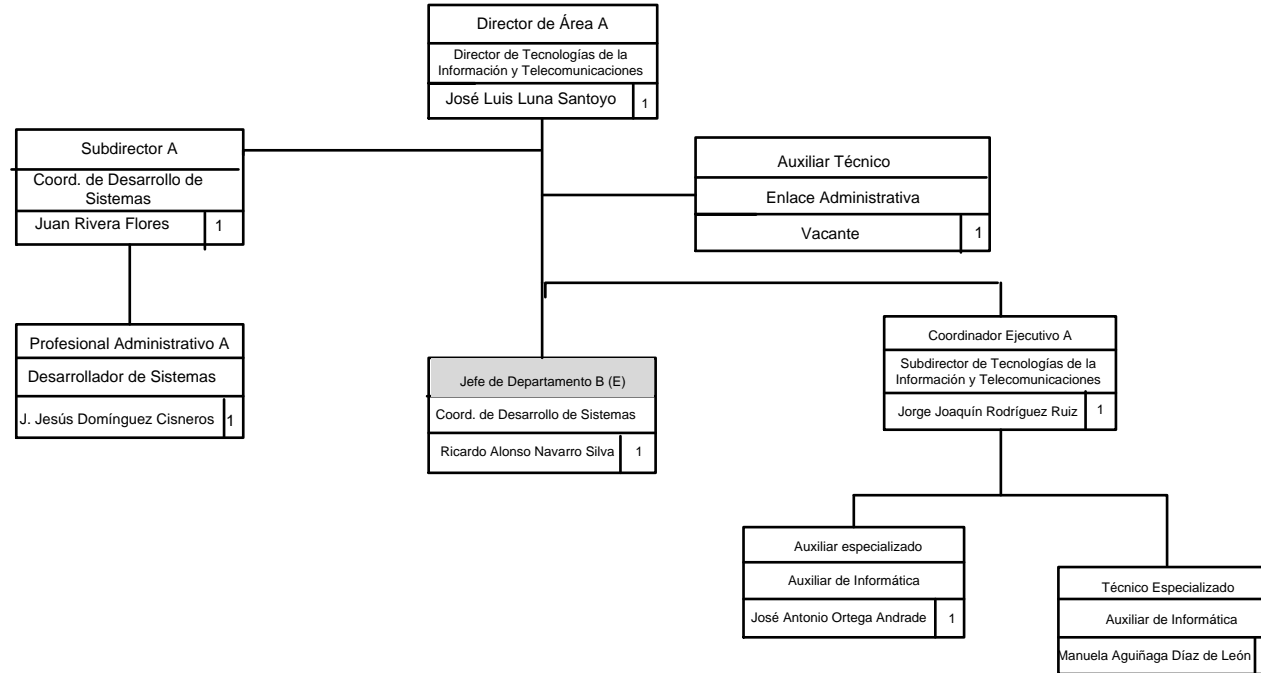 Director de Área A
Director de Tecnologías de la
Información y Telecomunicaciones
José Luis Luna Santoyo
1
Subdirector A
Coord. de Desarrollo de
Sistemas
Juan Rivera Flores
1
Auxiliar Técnico
Enlace Administrativa
Vacante
1
Profesional Administrativo A
Desarrollador de Sistemas
J. Jesús Domínguez Cisneros
1
Jefe de Departamento B (E)
Coord. de Desarrollo de Sistemas
Ricardo Alonso Navarro Silva
1
Coordinador Ejecutivo A
Subdirector de Tecnologías de la
Información y Telecomunicaciones
Jorge Joaquín Rodríguez Ruiz
1
Auxiliar especializado
Auxiliar de Informática
José Antonio Ortega Andrade
1
Técnico Especializado
Auxiliar de Informática
Manuela Aguiñaga Díaz de León